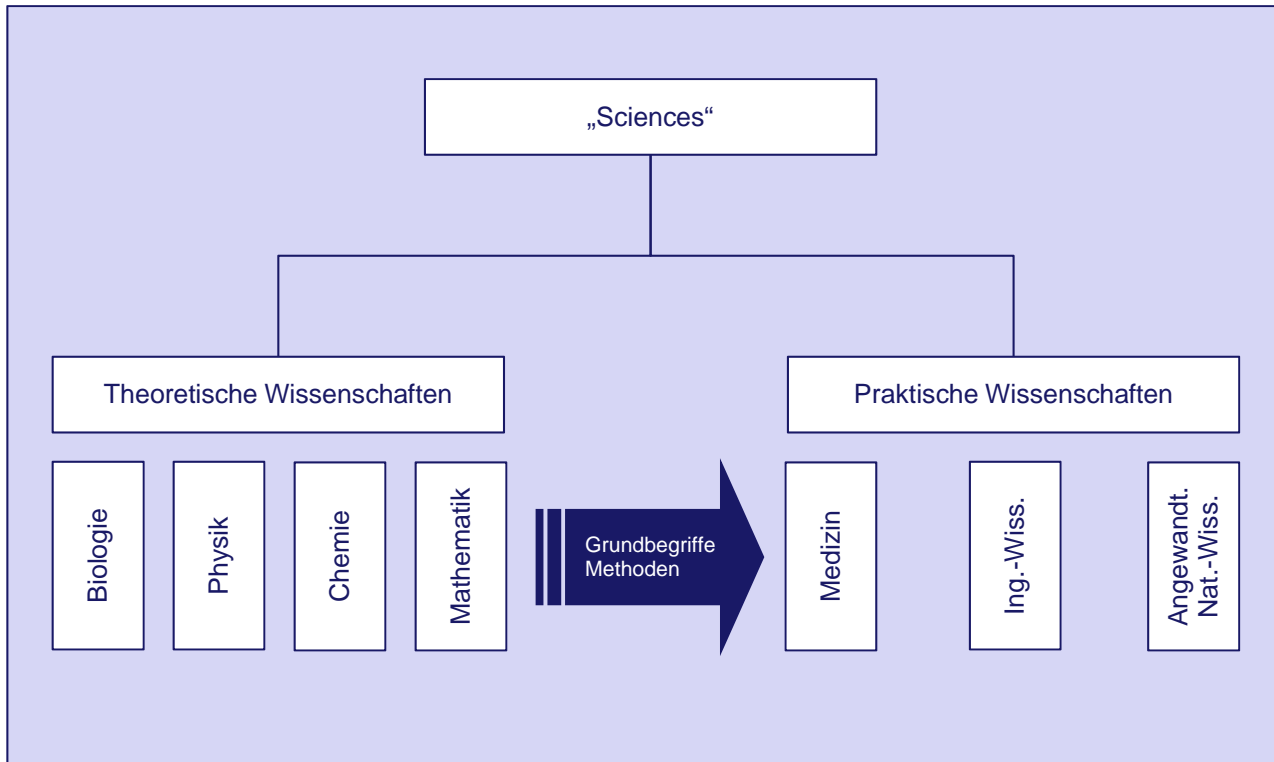 „Sciences“
Theoretische Wissenschaften
Praktische Wissenschaften
Biologie
Physik
Chemie
Mathematik
Grundbegriffe
Methoden
Medizin
Ing.-Wiss.
Angewandt.
Nat.-Wiss.